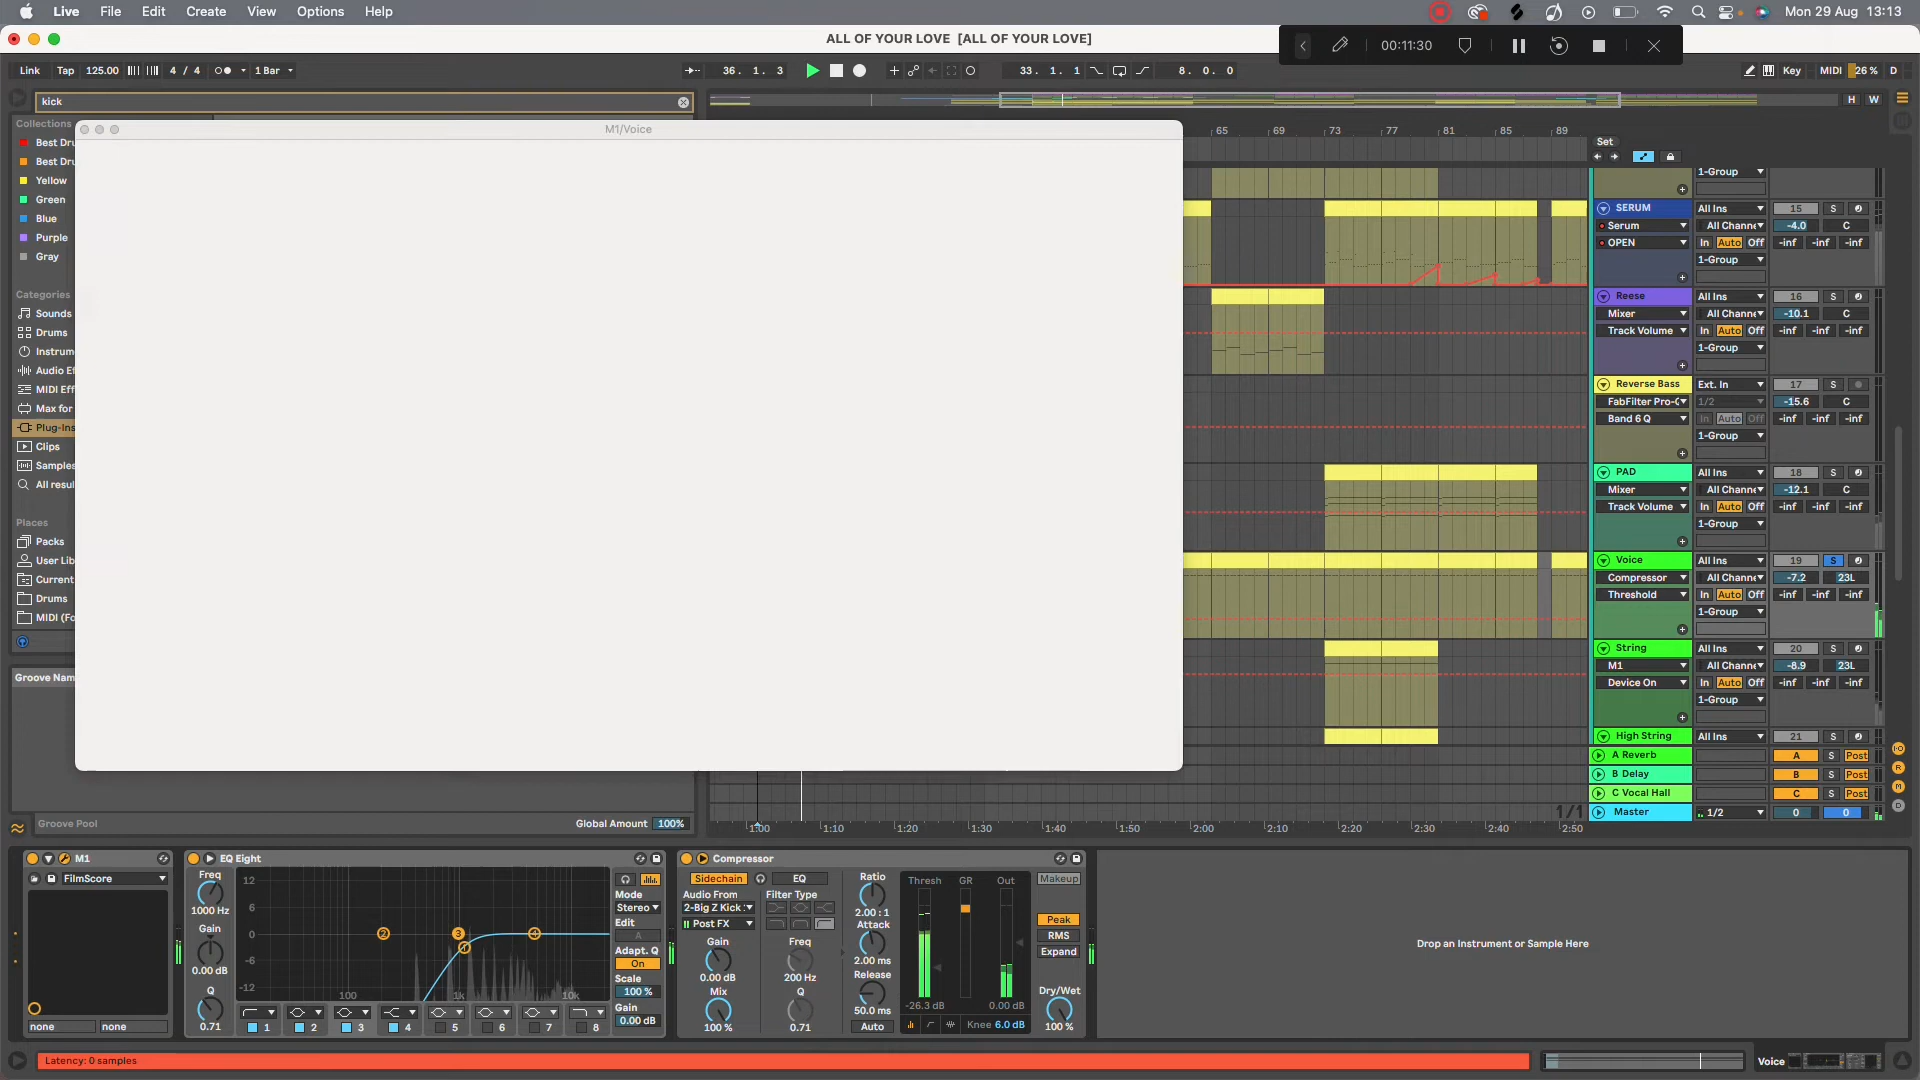 Live File Edit Create View Options Help Mon 29 Aug 13:13
ALL OF YOUR LOVE [ALL OF YOUR LOVE]
00:11:30
Link Tap 125.00 4 / 4 1 Bar 36. 1. 3 33. 1. 1 8. 0. 0 Key MIDI 26 % D
kick
H W
Collections
M1/Voice
65 69 73 77 81 85 89
Set
Best Dru
Best Dru
Yellow
Green
Blue
Purple
Gray
Categories
Sounds
Drums
Instrum
Audio Ef
MIDI Eff
Max for
Plug-Ins
Clips
Samples
All resul
Places
Packs
User Lib
Current
Drums
MIDI (Fo
Groove Nam
1-Group
SERUM All Ins 15 S
Serum All Channe -4.0 C
OPEN In Auto Off -inf -inf -inf
1-Group
Reese All Ins 16 S
Mixer All Channe -10.1 C
Track Volume In Auto Off -inf -inf -inf
1-Group
Reverse Bass Ext. In 17 S
FabFilter Pro-Q 1/2 -15.6 C
Band 6 Q In Auto Off -inf -inf -inf
1-Group
PAD All Ins 18 S
Mixer All Channe -12.1 C
Track Volume In Auto Off -inf -inf -inf
1-Group
Voice All Ins 19 S
Compressor All Channe -7.2 23L
Threshold In Auto Off -inf -inf -inf
1-Group
String All Ins 20 S
M1 All Channe -8.9 23L
Device On In Auto Off -inf -inf -inf
1-Group
High String All Ins 21 S
A Reverb A S Post
B Delay B S Post
C Vocal Hall C S Post
Master 1/2 0 0
1/1
Groove Pool Global Amount 100%
1:00 1:10 1:20 1:30 1:40 1:50 2:00 2:10 2:20 2:30 2:40 2:50
M1
FilmScore
none none
EQ Eight
Freq
1000 Hz
Gain
0.00 dB
Q
0.71
12
6
0
-6
-12
100 1k 10k
2 3 1 4
1 2 3 4 5 6 7 8
Mode
Stereo
Edit
A
Adapt. Q
On
Scale
100 %
Gain
0.00 dB
Compressor
Sidechain EQ
Audio From Filter Type
2-Big Z Kick
Post FX
Gain Freq
0.00 dB 200 Hz
Mix Q
100 % 0.71
Ratio
2.00 : 1
Attack
2.00 ms
Release
50.0 ms
Auto
Thresh GR Out
-26.3 dB 0.00 dB
Knee 6.0 dB
Makeup
Peak
RMS
Expand
Dry/Wet
100 %
Drop an Instrument or Sample Here
Latency: 0 samples
Voice